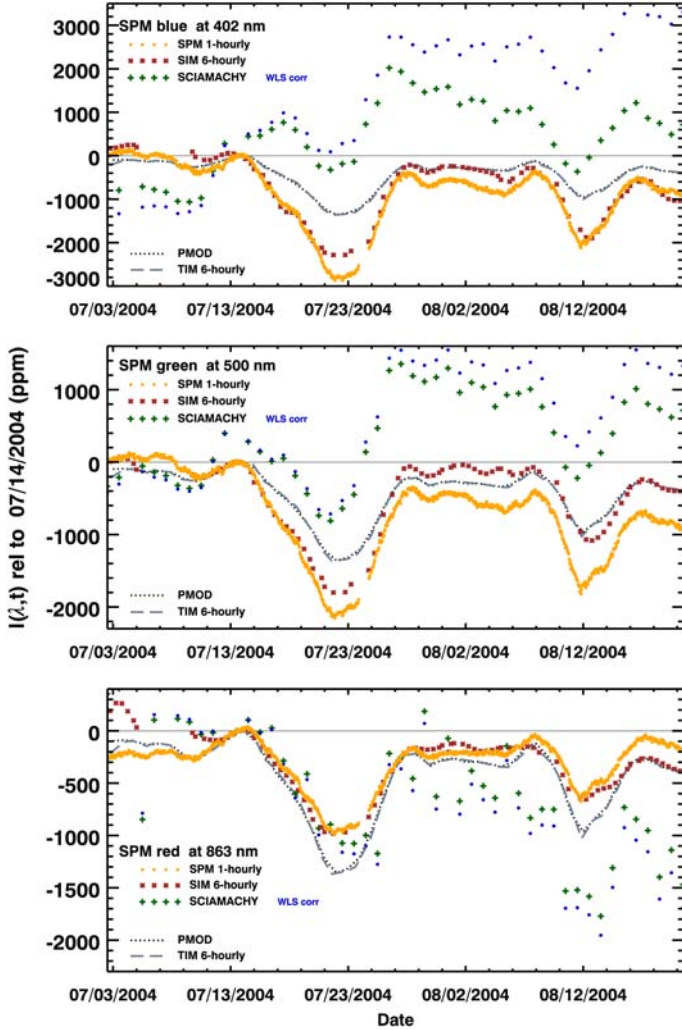 SPM blue at 402 nm
SPM 1-hourly
SIM 6-hourly
SCIAMACHY WLS corr
PMOD
TIM 6-hourly
3000
2000
1000
0
-1000
-2000
-3000
07/03/2004 07/13/2004 07/23/2004 08/02/2004 08/12/2004
I(λ,t) rel to 07/14/2004 (ppm)
SPM green at 500 nm
SPM 1-hourly
SIM 6-hourly
SCIAMACHY WLS corr
PMOD
TIM 6-hourly
1000
0
-1000
-2000
07/03/2004 07/13/2004 07/23/2004 08/02/2004 08/12/2004
0
-500
-1000
-1500
-2000
SPM red at 863 nm
SPM 1-hourly
SIM 6-hourly
SCIAMACHY WLS corr
PMOD
TIM 6-hourly
07/03/2004 07/13/2004 07/23/2004 08/02/2004 08/12/2004
Date